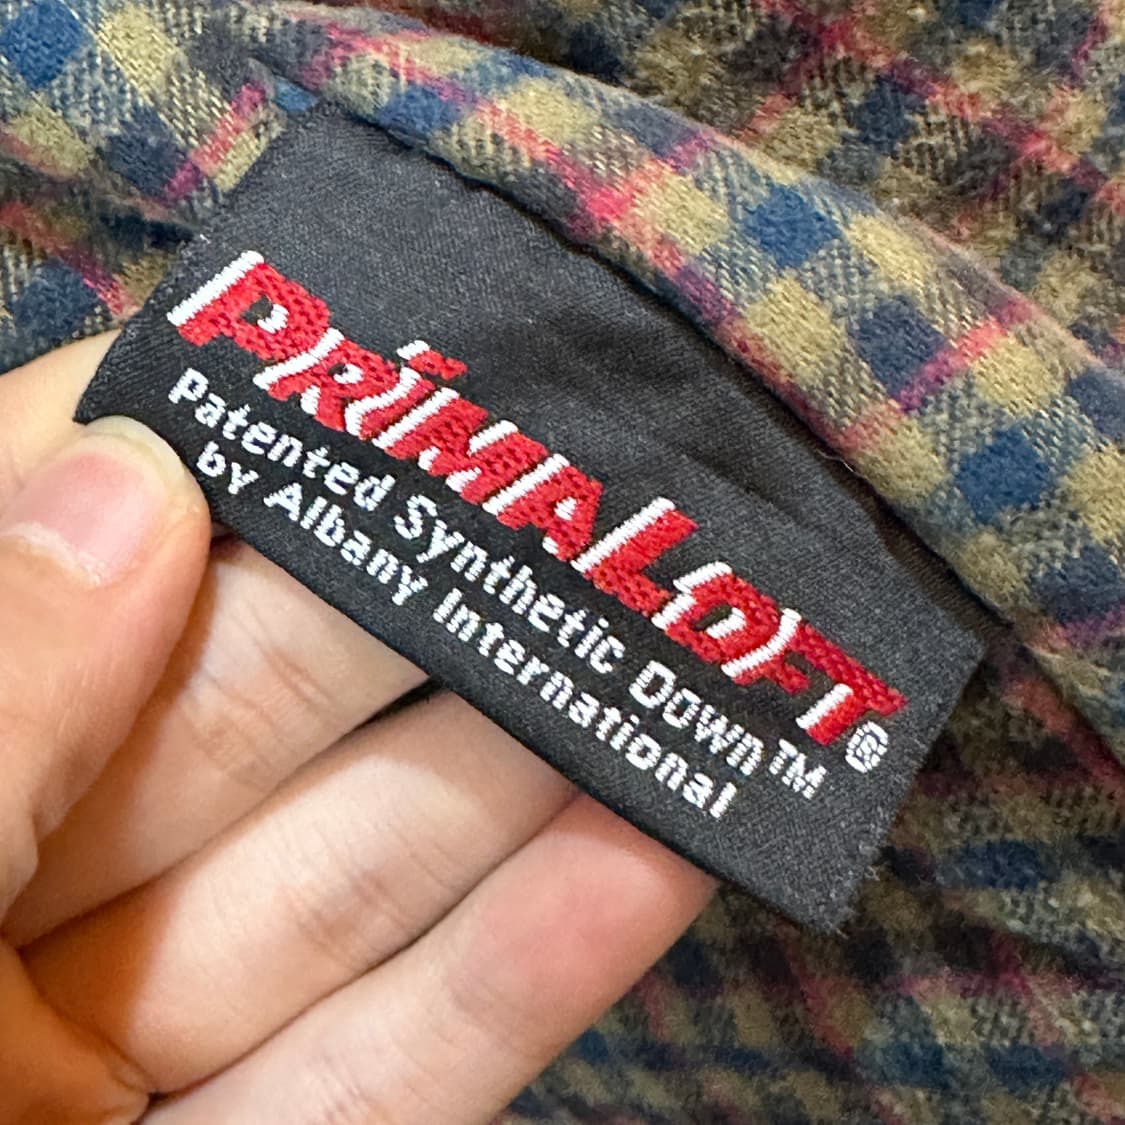 PRiMALOFT®
Patented Synthetic Down™
by Albany International